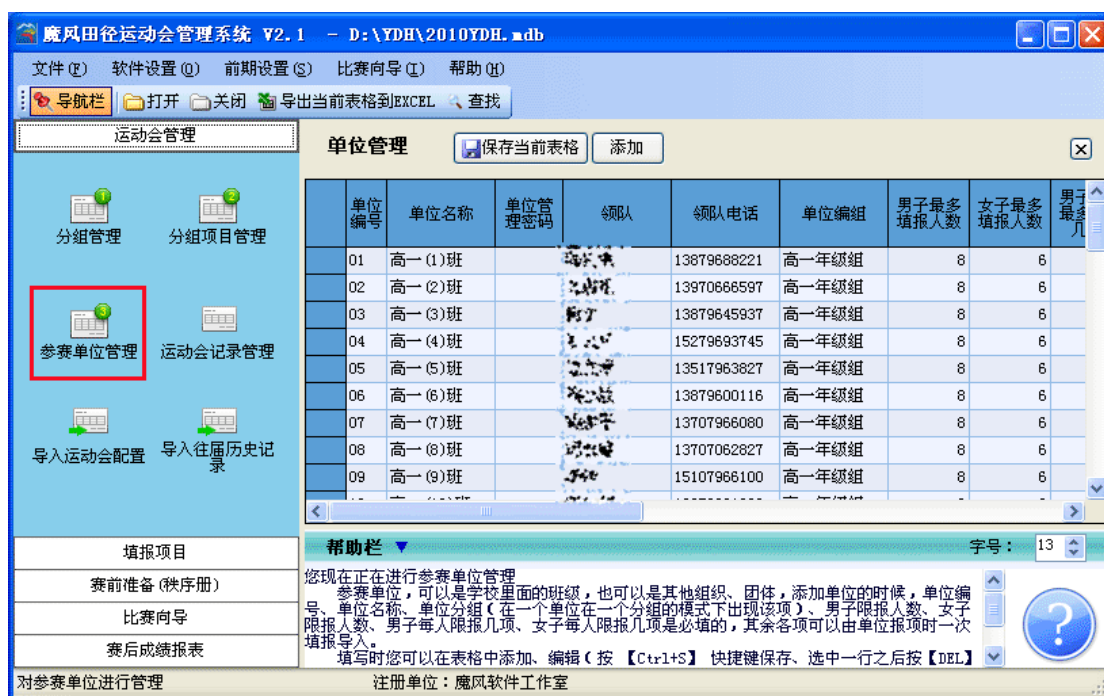 魔风田径运动会管理系统 V2.1 - D:\YDH\2010YDH.mdb
文件(F) 软件设置(O) 前期设置(S) 比赛向导(I) 帮助(H)
导航栏 打开 关闭 导出当前表格到EXCEL 查找
运动会管理
分组管理 分组项目管理
参赛单位管理 运动会记录管理
导入运动会配置 导入往届历史记
录
填报项目
赛前准备(秩序册)
比赛向导
赛后成绩报表
单位管理 保存当前表格 添加
单位编号 单位名称 单位管理密码 领队 领队电话 单位编组 男子最多填报人数 女子最多填报人数 男子最多几
01 高一(1)班 13879688221 高一年级组 8 6
02 高一(2)班 13970666597 高一年级组 8 6
03 高一(3)班 13879645937 高一年级组 8 6
04 高一(4)班 15279693745 高一年级组 8 6
05 高一(5)班 13517963827 高一年级组 8 6
06 高一(6)班 13879600116 高一年级组 8 6
07 高一(7)班 13707966080 高一年级组 8 6
08 高一(8)班 13707062827 高一年级组 8 6
09 高一(9)班 15107966100 高一年级组 8 6
帮助栏 字号： 13
您现在正在进行参赛单位管理
参赛单位，可以是学校里面的班级，也可以是其他组织、团体，添加单位的时候，单位编
号、单位名称、单位分组(在一个单位在一个分组的模式下出现该项)、男子限报人数、女子
限报人数、男子每人限报几项、女子每人限报几项是必填的，其余各项可以由单位报项时一次
填报导入。
填写时您可以在表格中添加、编辑(按 【Ctrl+S】 快捷键保存、选中一行之后按【DEL】
对参赛单位进行管理 注册单位：魔风软件工作室